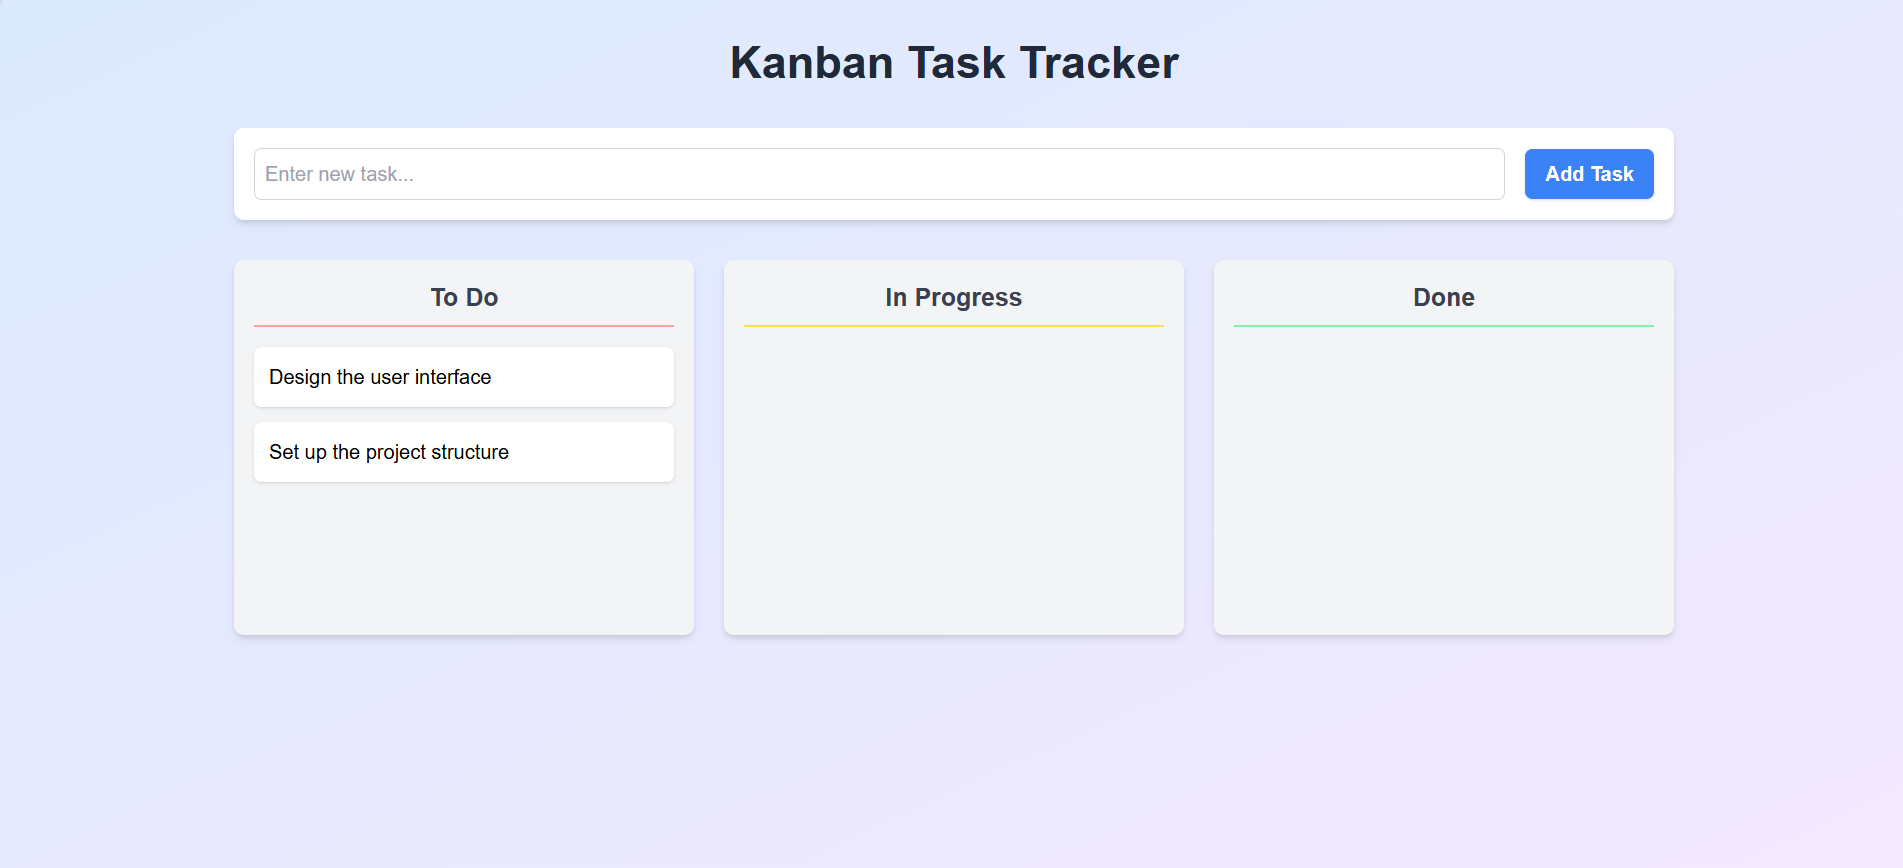 Kanban Task Tracker
Enter new task...
Add Task
To Do
Design the user interface
Set up the project structure
In Progress
Done